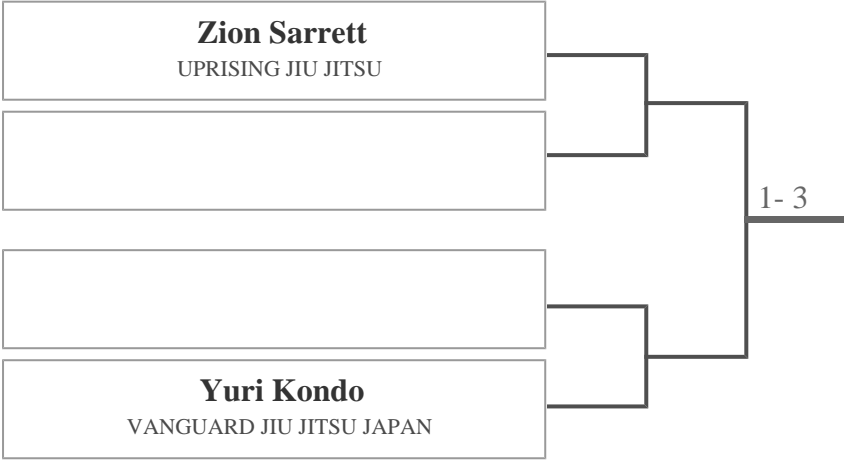 Zion Sarrett
UPRISING JIU JITSU
1- 3
Yuri Kondo
VANGUARD JIU JITSU JAPAN